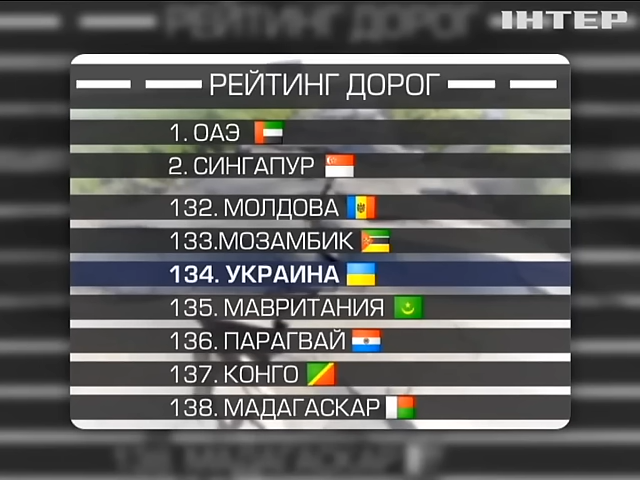 ІНТЕР
РЕЙТИНГ ДОРОГ
1. ОАЭ
2. СИНГАПУР
132. МОЛДОВА
133.МОЗАМБИК
134. УКРАИНА
135. МАВРИТАНИЯ
136. ПАРАГВАЙ
137. КОНГО
138. МАДАГАСКАР